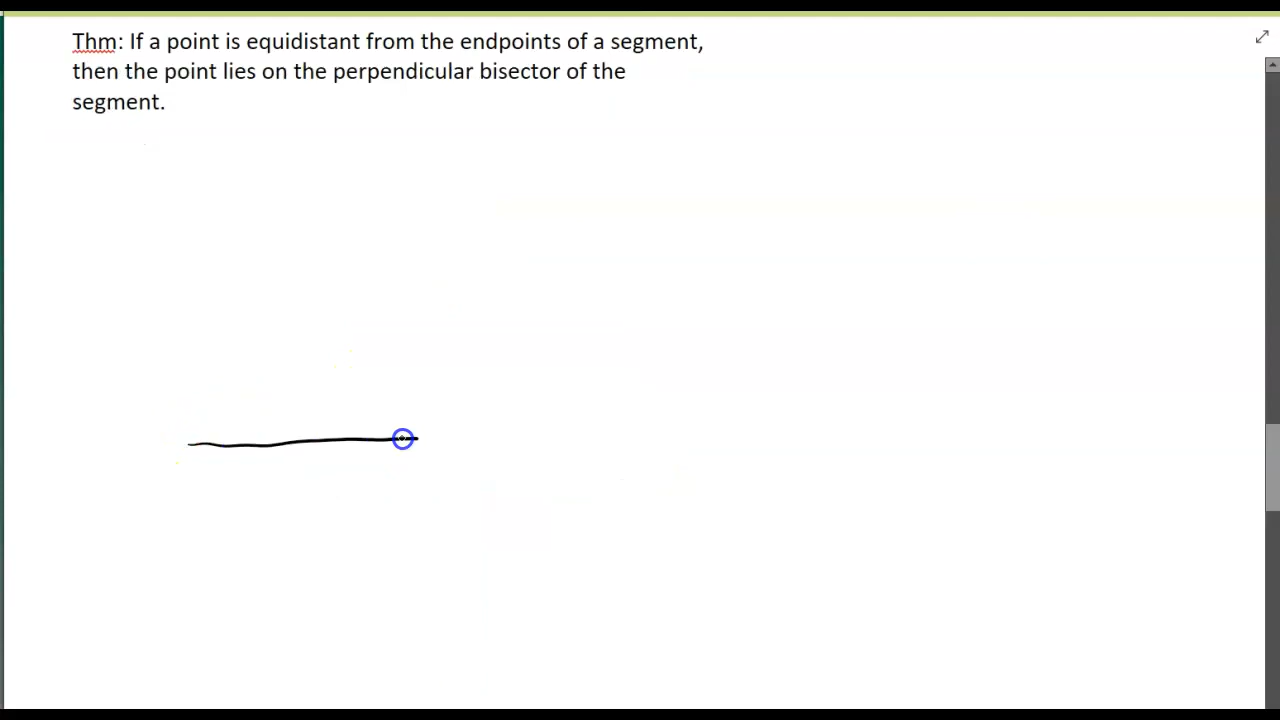 Thm: If a point is equidistant from the endpoints of a segment,
then the point lies on the perpendicular bisector of the
segment.